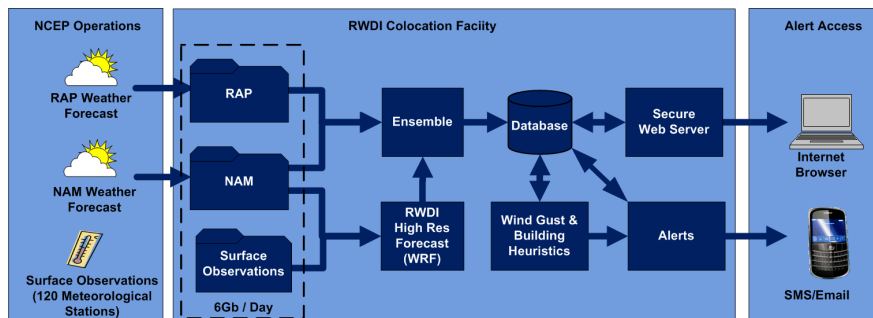 NCEP Operations
RAP Weather
Forecast
NAM Weather
Forecast
Surface Observations
(120 Meteorological
Stations)
RWDI Colocation Faciity
RAP
NAM
Surface
Observations
6Gb / Day
Ensemble
RWDI
High Res
Forecast
(WRF)
Database
Wind Gust &
Building
Heuristics
Secure
Web Server
Alerts
Alert Access
Internet
Browser
SMS/Email